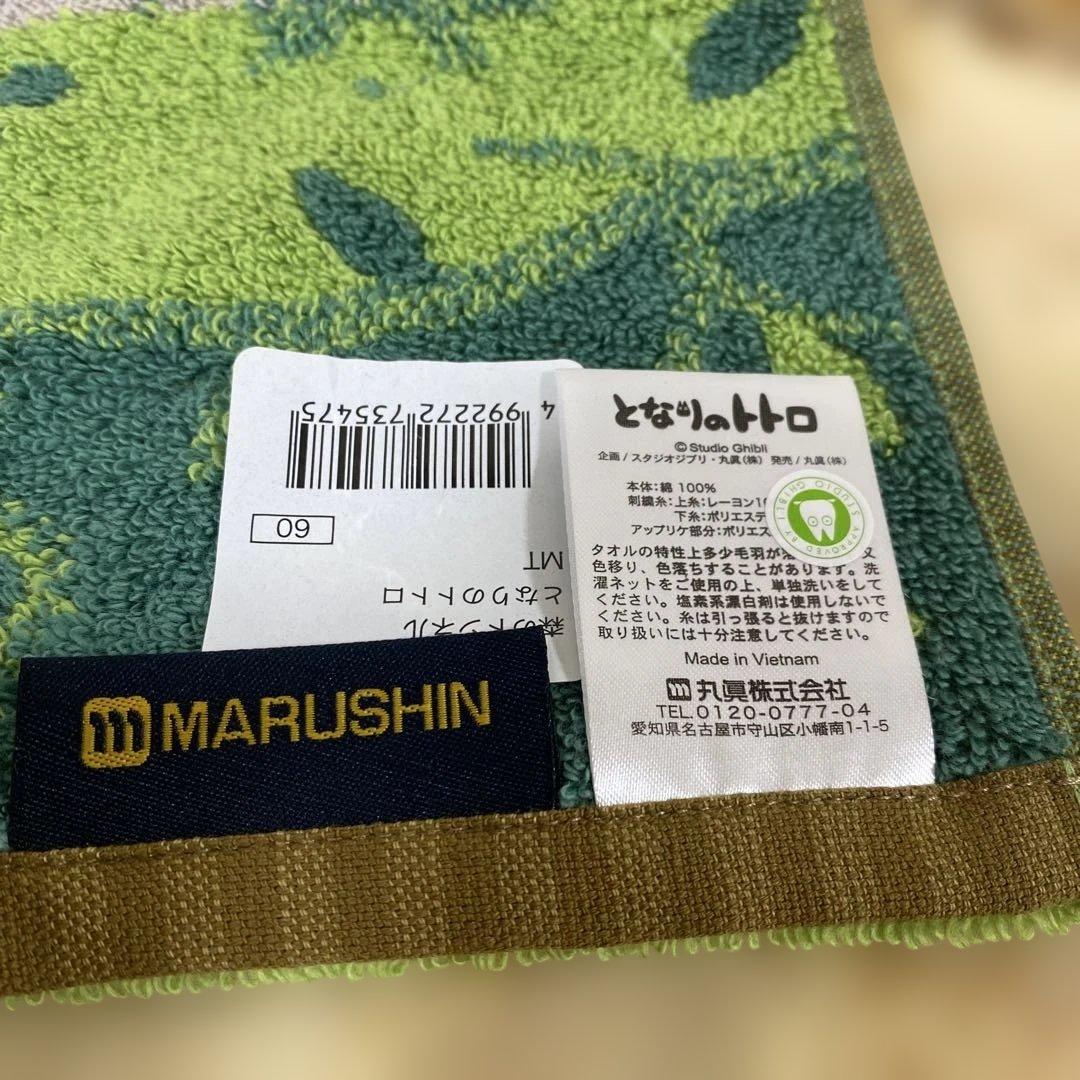 4 992272 735475
60
MT
となりのトトロ
森のトンネル
となりのトトロ
© Studio Ghibli
企画 / スタジオジブリ・丸眞(株) 発売 / 丸眞(株)
本体：綿 100%
刺繍糸：上糸：レーヨン
下糸：ポリエステ
アップリケ部分：ポリエス
STUDIO GHIBLI
APPROVED BY
タオルの特性上多少毛羽が
色移り、色落ちすることがあります。洗
濯ネットをご使用の上、単独洗いをして
ください。塩素系漂白剤は使用しないで
ください。糸は引っ張ると抜けますので
取り扱いには十分注意してください。
Made in Vietnam
丸眞株式会社
TEL.0120-0777-04
愛知県名古屋市守山区小幡南1-1-5
MARUSHIN